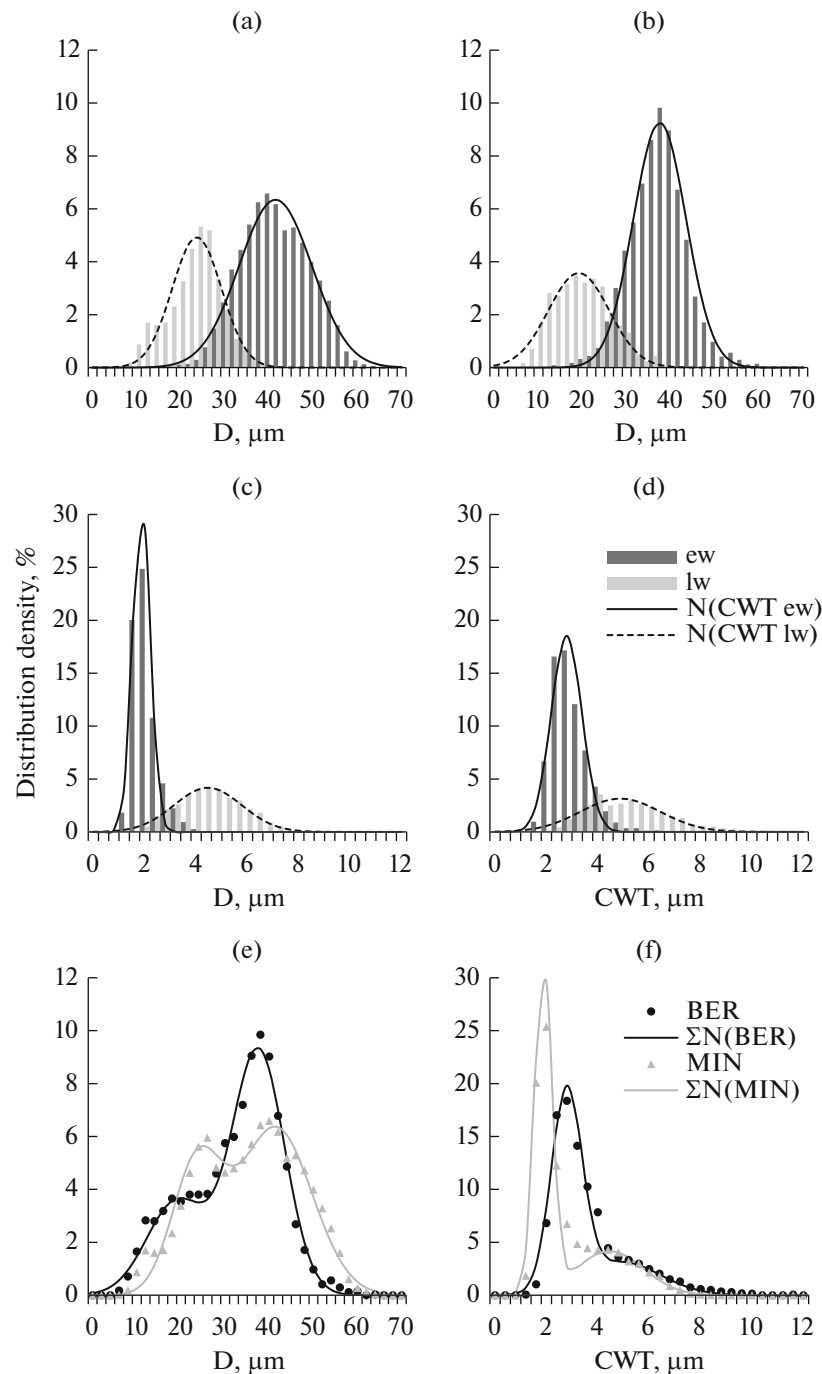 (a)
(b)
12
10
8
6
4
2
0
0 10 20 30 40 50 60 70
D, μm
12
10
8
6
4
2
0
0 10 20 30 40 50 60 70
D, μm
Distribution density, %
(c)
(d)
30
25
20
15
10
5
0
0 2 4 6 8 10 12
D, μm
30
25
20
15
10
5
0
0 2 4 6 8 10 12
CWT, μm
ew
lw
N(CWT ew)
N(CWT lw)
(e)
(f)
12
10
8
6
4
2
0
0 10 20 30 40 50 60 70
D, μm
30
25
20
15
10
5
0
0 2 4 6 8 10 12
CWT, μm
BER
ΣN(BER)
MIN
ΣN(MIN)